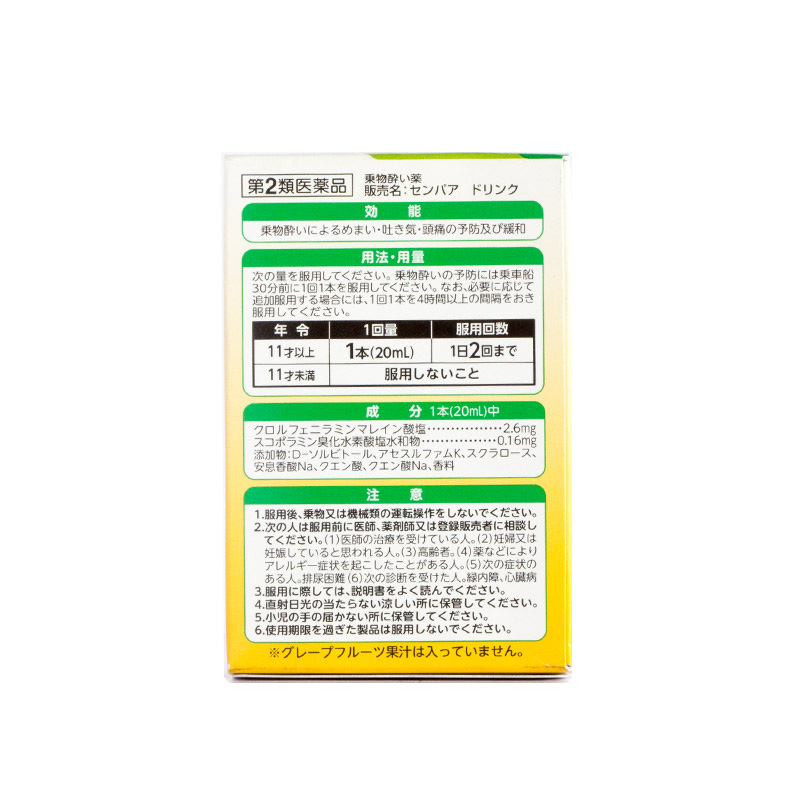 第2類医薬品
乗物酔い薬
販売名:センパア ドリンク
効 能
乗物酔いによるめまい・吐き気・頭痛の予防及び緩和
用法・用量
次の量を服用してください。乗物酔いの予防には乗車船
30分前に1回1本を服用してください。なお、必要に応じて
追加服用する場合には、1回1本を4時間以上の間隔をおき
服用してください。
年 令 1回量 服用回数
11才以上 1本(20mL) 1日2回まで
11才未満 服用しないこと
成 分 1本(20mL)中
クロルフェニラミンマレイン酸塩……………2.6mg
スコポラミン臭化水素酸塩水和物……………0.16mg
添加物:D-ソルビトール、アセスルファムK、スクラロース、
安息香酸Na、クエン酸、クエン酸Na、香料
注 意
1.服用後、乗物又は機械類の運転操作をしないでください。
2.次の人は服用前に医師、薬剤師又は登録販売者に相談し
てください。(1)医師の治療を受けている人。(2)妊婦又は
妊娠していると思われる人。(3)高齢者。(4)薬などにより
アレルギー症状を起こしたことがある人。(5)次の症状の
ある人。排尿困難(6)次の診断を受けた人。緑内障、心臓病
3.服用に際しては、説明書をよく読んでください。
4.直射日光の当たらない涼しい所に保管してください。
5.小児の手の届かない所に保管してください。
6.使用期限を過ぎた製品は服用しないでください。
※グレープフルーツ果汁は入っていません。